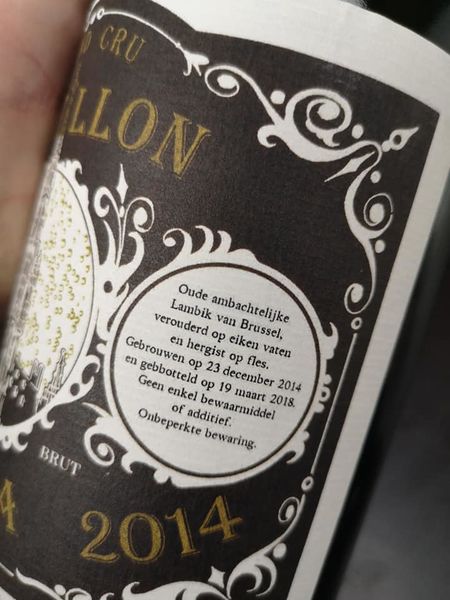 CRU
LLON
Oude ambachtelijke
Lambik van Brussel,
verouderd op eiken vaten
en hergist op fles.
Gebrouwen op 23 december 2014
en gebbotteld op 19 maart 2018.
Geen enkel bewaarmiddel
of additief.
Onbeperkte bewaring.
BRUT
2014